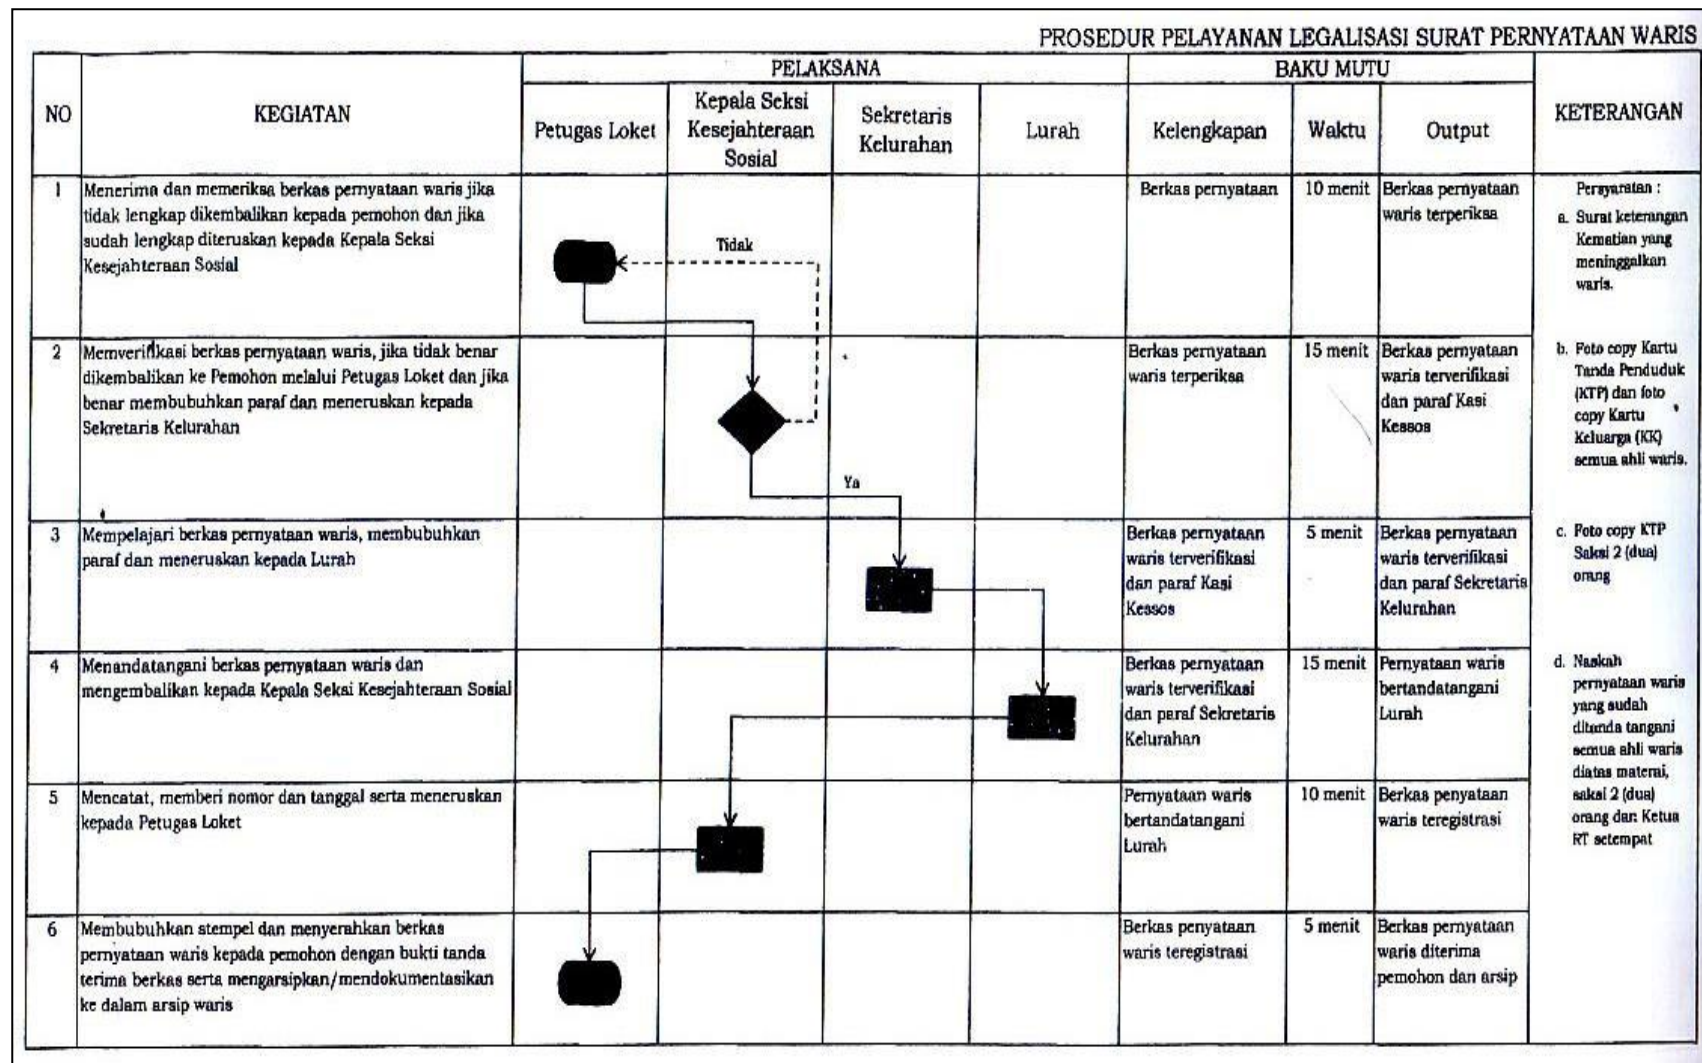 PROSEDUR PELAYANAN LEGALISASI SURAT PERNYATAAN WARIS
NO
KEGIATAN
PELAKSANA
BAKU MUTU
KETERANGAN
Petugas Loket
Kepala Seksi
Kesejahteraan
Sosial
Sekretaris
Kelurahan
Lurah
Kelengkapan
Waktu
Output
1
Menerima dan memeriksa berkas pernyataan waris jika
tidak lengkap dikembalikan kepada pemohon dan jika
sudah lengkap diteruskan kepada Kepala Seksi
Kesejahteraan Sosial
Tidak
Berkas pernyataan
10 menit
Berkas pernyataan
waris terperiksa
Persyaratan :
a. Surat keterangan
Kematian yang
meninggalkan
waris.
2
Memverifikasi berkas pernyataan waris, jika tidak benar
dikembalikan ke Pemohon melalui Petugas Loket dan jika
benar membubuhkan paraf dan meneruskan kepada
Sekretaris Kelurahan
Ya
Berkas pernyataan
waris terperiksa
15 menit
Berkas pernyataan
waris terverifikasi
dan paraf Kasi
Kessos
b. Foto copy Kartu
Tanda Penduduk
(KTP) dan foto
copy Kartu
Keluarga (KK)
semua ahli waris.
3
Mempelajari berkas pernyataan waris, membubuhkan
paraf dan meneruskan kepada Lurah
Berkas pernyataan
waris terverifikasi
dan paraf Kasi
Kessos
5 menit
Berkas pernyataan
waris terverifikasi
dan paraf Sekretaris
Kelurahan
c. Foto copy KTP
Saksi 2 (dua)
orang
4
Menandatangani berkas pernyataan waris dan
mengembalikan kepada Kepala Seksi Kesejahteraan Sosial
Berkas pernyataan
waris terverifikasi
dan paraf Sekretaris
Kelurahan
15 menit
Pernyataan waris
bertandatangani
Lurah
d. Naskah
pernyataan waris
yang sudah
ditanda tangani
semua ahli waris
diatas materai,
saksi 2 (dua)
orang dan Ketua
RT setempat
5
Mencatat, memberi nomor dan tanggal serta meneruskan
kepada Petugas Loket
Pernyataan waris
bertandatangani
Lurah
10 menit
Berkas penyataan
waris teregistrasi
6
Membubuhkan stempel dan menyerahkan berkas
pernyataan waris kepada pemohon dengan bukti tanda
terima berkas serta mengarsipkan/mendokumentasikan
ke dalam arsip waris
Berkas penyataan
waris teregistrasi
5 menit
Berkas pernyataan
waris diterima
pemohon dan arsip